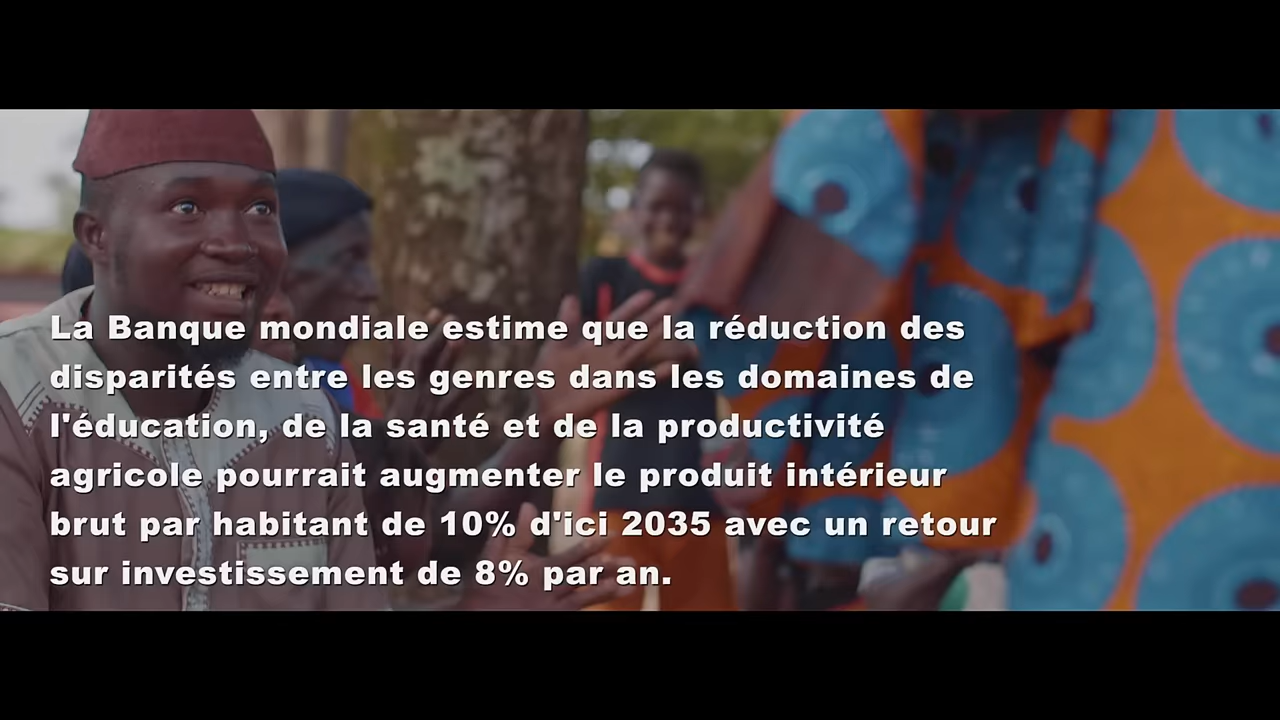 La Banque mondiale estime que la réduction des
disparités entre les genres dans les domaines de
l'éducation, de la santé et de la productivité
agricole pourrait augmenter le produit intérieur
brut par habitant de 10% d'ici 2035 avec un retour
sur investissement de 8% par an.